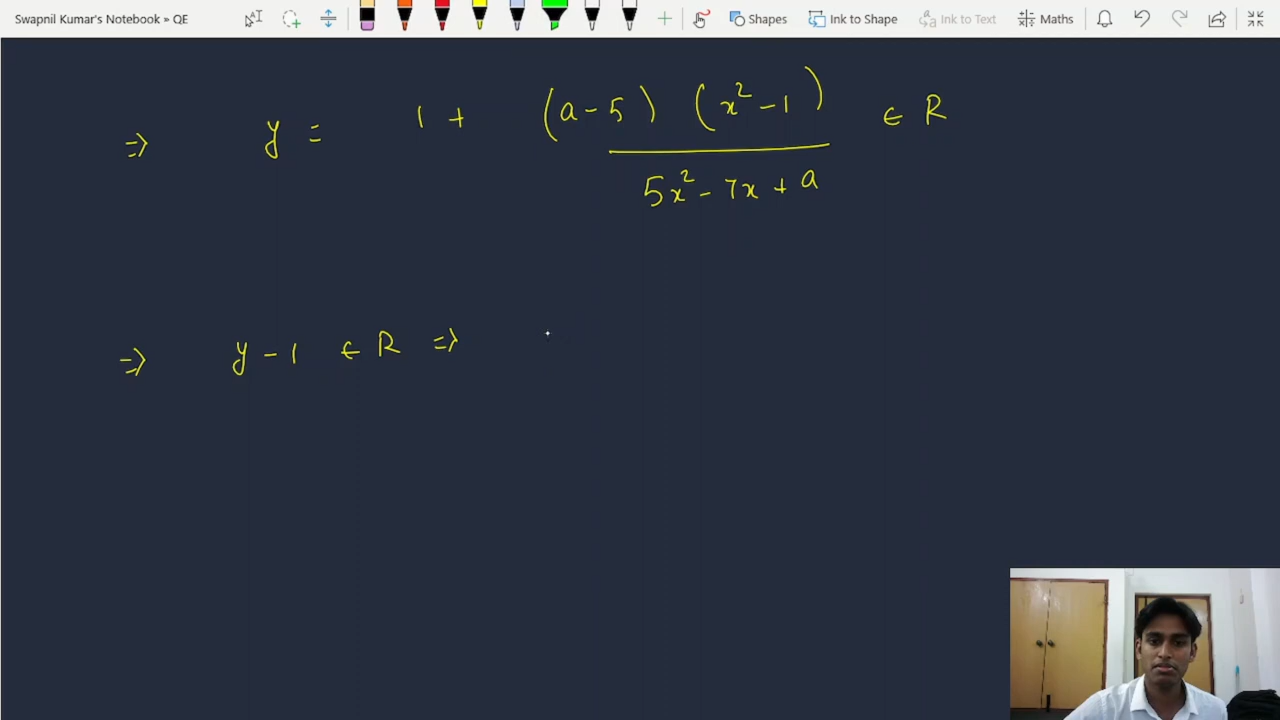 Swapnil Kumar's Notebook » QE
Shapes
Ink to Shape
Ink to Text
Maths
⇒ y = 1 + (a - 5) (x² - 1) ∈ R
5x² - 7x + a
⇒ y - 1 ∈ R ⇒